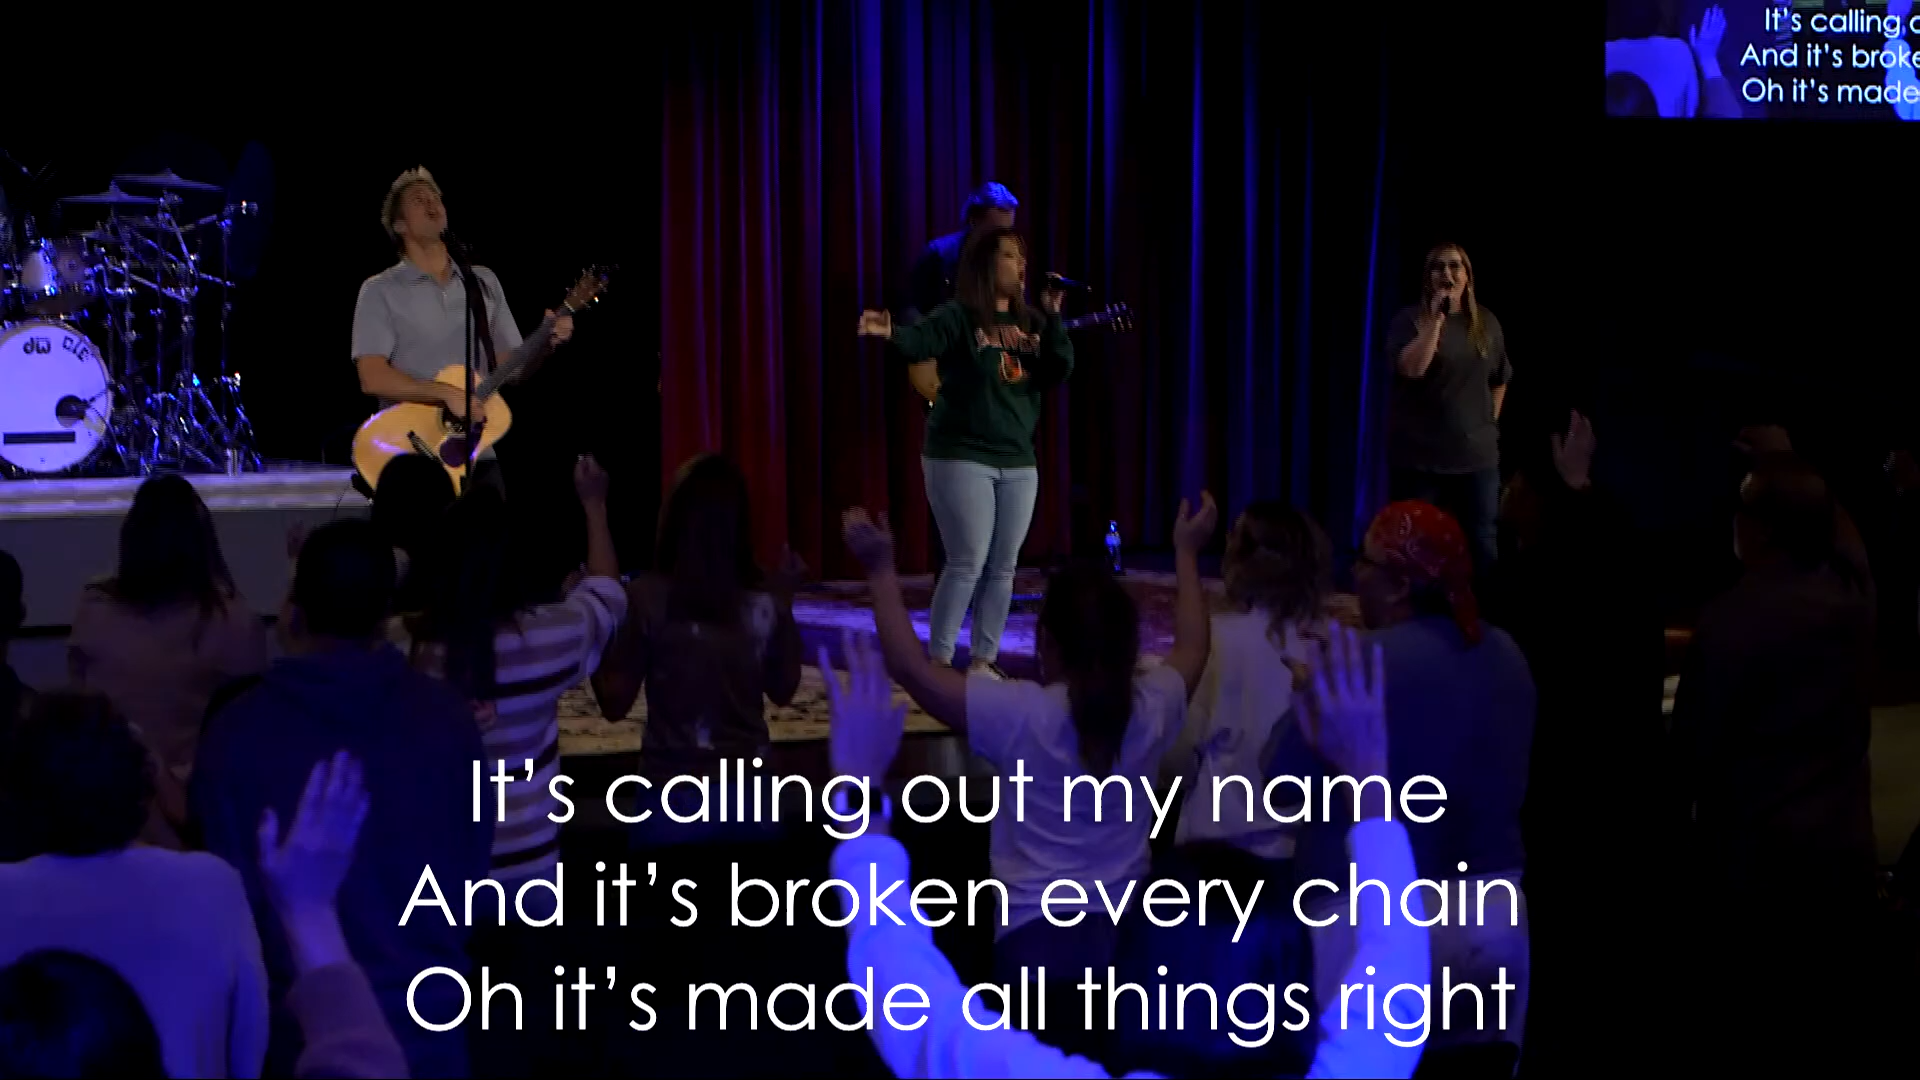 It's calling
And it's broke
Oh it's made
dw
It's calling out my name
And it's broken every chain
Oh it's made all things right